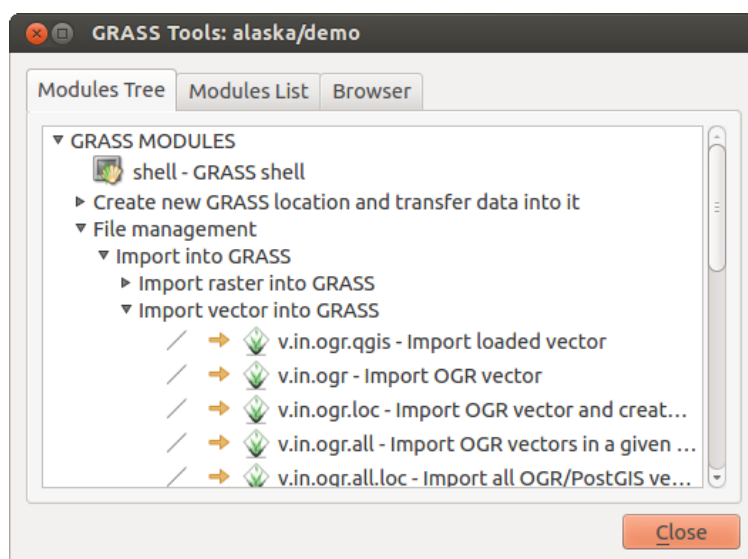 GRASS Tools: alaska/demo
Modules Tree Modules List Browser
GRASS MODULES
shell - GRASS shell
Create new GRASS location and transfer data into it
File management
Import into GRASS
Import raster into GRASS
Import vector into GRASS
v.in.ogr.qgis - Import loaded vector
v.in.ogr - Import OGR vector
v.in.ogr.loc - Import OGR vector and creat...
v.in.ogr.all - Import OGR vectors in a given ...
v.in.ogr.all.loc - Import all OGR/PostGIS ve...
Close